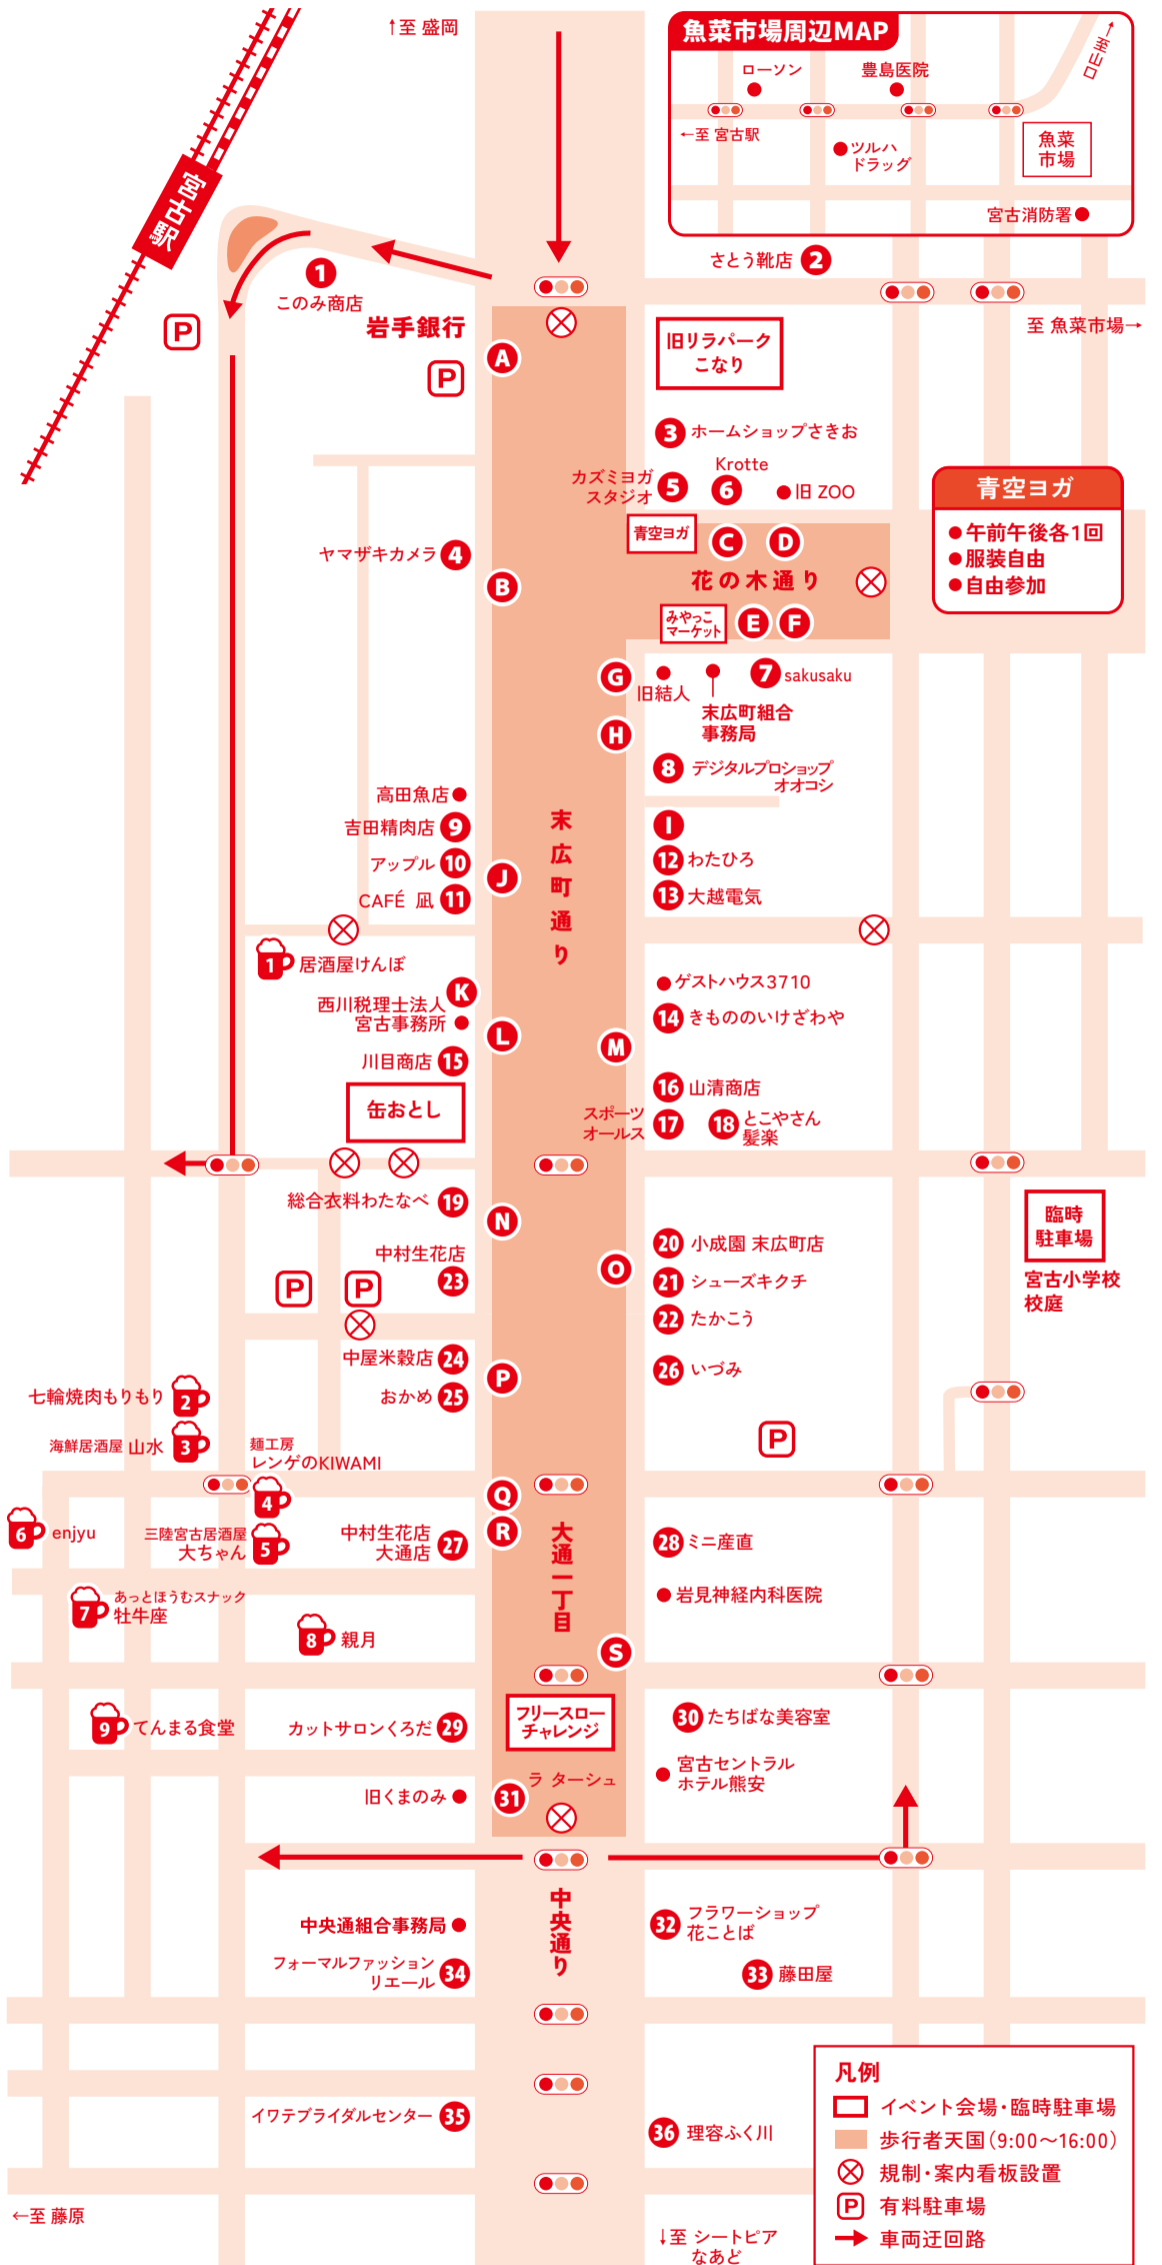 ↑至 盛岡
魚菜市場周辺MAP
ローソン
豊島医院
→至山口
←至 宮古駅
ツルハ
ドラッグ
魚菜
市場
宮古消防署
宮古駅
さとう靴店 2
1
このみ商店
P
岩手銀行
P
A
旧リラパーク
こなり
至 魚菜市場→
3 ホームショップさきお
カズミヨガ
スタジオ 5
Krotte
6
旧 ZOO
青空ヨガ
C
D
花の木通り
みやっこ
マーケット
E
F
青空ヨガ
●午前午後各1回
●服装自由
●自由参加
ヤマザキカメラ 4
B
G
旧結人
末広町組合
事務局
7 sakusaku
H
8 デジタルプロショップ
オオコシ
高田魚店
吉田精肉店 9
アップル 10
CAFÉ 凪 11
J
末広町通り
I
12 わたひろ
13 大越電気
1 居酒屋けんぼ
K
西川税理士法人
宮古事務所
L
川目商店 15
缶おとし
ゲストハウス3710
14 きもののいけざわや
M
16 山清商店
スポーツ
オールス 17
18 とこやさん
髪楽
総合衣料わたなべ 19
N
中村生花店
23
P
P
O
20 小成園 末広町店
21 シューズキクチ
22 たかこう
臨時
駐車場
宮古小学校
校庭
中屋米穀店 24
おかめ 25
P
26 いづみ
P
七輪焼肉もりもり 2
海鮮居酒屋 山水 3
麺工房
レンゲのKIWAMI
4
6 enjyu
三陸宮古居酒屋
大ちゃん 5
中村生花店
大通店 27
Q
R
大通一丁目
28 ミニ産直
岩見神経内科医院
7 あっとほうむスナック
牡牛座
8 親月
S
9 てんまる食堂
カットサロンくろだ 29
フリースロー
チャレンジ
30 たちばな美容室
宮古セントラル
ホテル熊安
旧くまのみ
31 ラ ターシュ
中央通り
中央通組合事務局
フォーマルファッション
リエール 34
32 フラワーショップ
花ことば
33 藤田屋
イワテブライダルセンター 35
36 理容ふく川
←至 藤原
↓至 シートピア
なあど
凡例
イベント会場・臨時駐車場
歩行者天国(9:00〜16:00)
規制・案内看板設置
P 有料駐車場
車両迂回路